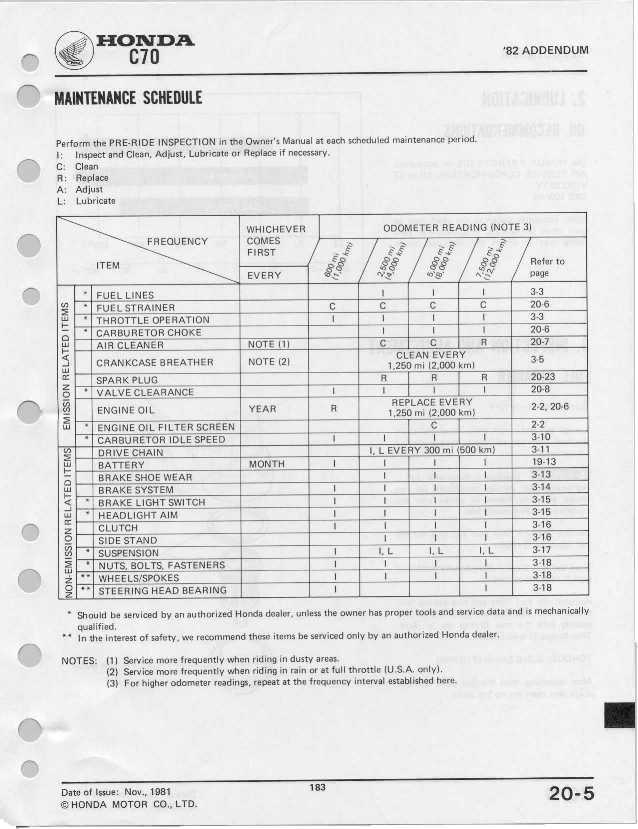 HONDA
C70
'82 ADDENDUM
MAINTENANCE SCHEDULE
Perform the PRE-RIDE INSPECTION in the Owner's Manual at each scheduled maintenance period.
I: Inspect and Clean, Adjust, Lubricate or Replace if necessary.
C: Clean
R: Replace
A: Adjust
L: Lubricate
FREQUENCY
ITEM
WHICHEVER COMES FIRST
EVERY
ODOMETER READING (NOTE 3)
600 mi (1,000 km)
2,500 mi (4,000 km)
5,000 mi (8,000 km)
7,500 mi (12,000 km)
Refer to page
EMISSION RELATED ITEMS
* FUEL LINES I I I 3-3
* FUEL STRAINER C C C C 20-6
* THROTTLE OPERATION I I I I 3-3
* CARBURETOR CHOKE I I I 20-6
AIR CLEANER NOTE (1) C C R 20-7
CRANKCASE BREATHER NOTE (2) CLEAN EVERY 1,250 mi (2,000 km) 3-5
SPARK PLUG R R R 20-23
* VALVE CLEARANCE I I I I 20-8
ENGINE OIL YEAR R REPLACE EVERY 1,250 mi (2,000 km) 2-2, 20-6
* ENGINE OIL FILTER SCREEN C 2-2
* CARBURETOR IDLE SPEED I I I I 3-10
NON-EMISSION RELATED ITEMS
DRIVE CHAIN I, L EVERY 300 mi (500 km) 3-11
BATTERY MONTH I I I I 19-13
BRAKE SHOE WEAR I I I 3-13
BRAKE SYSTEM I I I I 3-14
* BRAKE LIGHT SWITCH I I I I 3-15
* HEADLIGHT AIM I I I I 3-15
CLUTCH I I I I 3-16
SIDE STAND I I I 3-16
* SUSPENSION I I, L I, L I, L 3-17
* NUTS, BOLTS, FASTENERS I I I I 3-18
** WHEELS/SPOKES I I I I 3-18
** STEERING HEAD BEARING I I 3-18
* Should be serviced by an authorized Honda dealer, unless the owner has proper tools and service data and is mechanically
qualified.
** In the interest of safety, we recommend these items be serviced only by an authorized Honda dealer.
NOTES: (1) Service more frequently when riding in dusty areas.
(2) Service more frequently when riding in rain or at full throttle (U.S.A. only).
(3) For higher odometer readings, repeat at the frequency interval established here.
Date of Issue: Nov., 1981
© HONDA MOTOR CO., LTD.
183
20-5